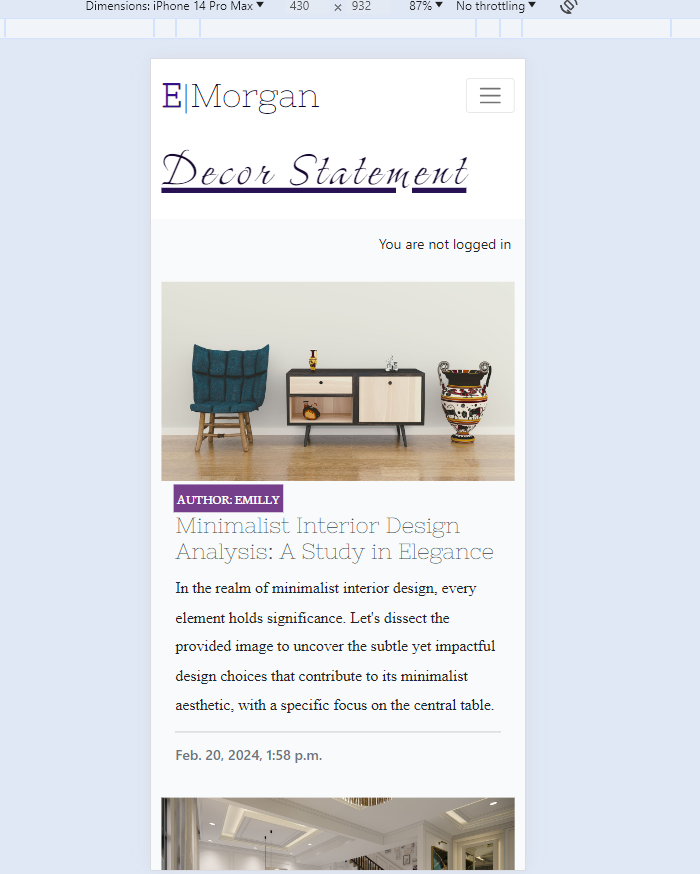 Dimensions: iPhone 14 Pro Max 430 × 932 87% No throttling
E|Morgan
Decor Statement
You are not logged in
AUTHOR: EMILLY
Minimalist Interior Design
Analysis: A Study in Elegance
In the realm of minimalist interior design, every
element holds significance. Let's dissect the
provided image to uncover the subtle yet impactful
design choices that contribute to its minimalist
aesthetic, with a specific focus on the central table.
Feb. 20, 2024, 1:58 p.m.